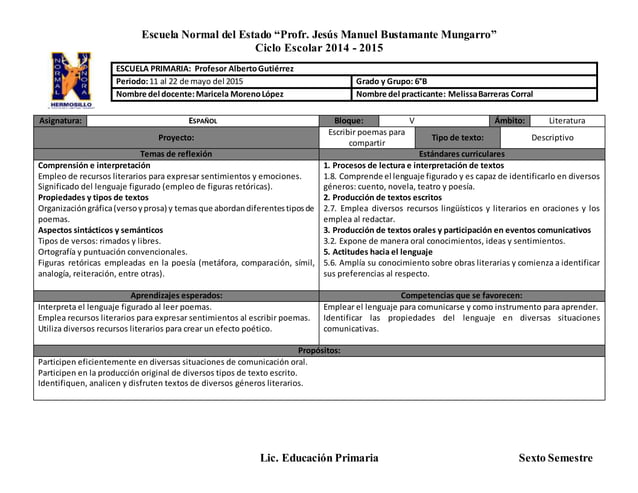 Escuela Normal del Estado “Profr. Jesús Manuel Bustamante Mungarro”
Ciclo Escolar 2014 - 2015
NORMAL
HERMOSILLO
ESCUELA PRIMARIA: Profesor Alberto Gutiérrez
Periodo: 11 al 22 de mayo del 2015 Grado y Grupo: 6°B
Nombre del docente: Maricela Moreno López Nombre del practicante: Melissa Barreras Corral
Asignatura: ESPAÑOL Bloque: V Ámbito: Literatura
Proyecto: Escribir poemas para compartir Tipo de texto: Descriptivo
Temas de reflexión Estándares curriculares
Comprensión e interpretación
Empleo de recursos literarios para expresar sentimientos y emociones.
Significado del lenguaje figurado (empleo de figuras retóricas).
Propiedades y tipos de textos
Organización gráfica (verso y prosa) y temas que abordan diferentes tipos de
poemas.
Aspectos sintácticos y semánticos
Tipos de versos: rimados y libres.
Ortografía y puntuación convencionales.
Figuras retóricas empleadas en la poesía (metáfora, comparación, símil,
analogía, reiteración, entre otras).
1. Procesos de lectura e interpretación de textos
1.8. Comprende el lenguaje figurado y es capaz de identificarlo en diversos
géneros: cuento, novela, teatro y poesía.
2. Producción de textos escritos
2.7. Emplea diversos recursos lingüísticos y literarios en oraciones y los
emplea al redactar.
3. Producción de textos orales y participación en eventos comunicativos
3.2. Expone de manera oral conocimientos, ideas y sentimientos.
5. Actitudes hacia el lenguaje
5.6. Amplía su conocimiento sobre obras literarias y comienza a identificar
sus preferencias al respecto.
Aprendizajes esperados: Competencias que se favorecen:
Interpreta el lenguaje figurado al leer poemas.
Emplea recursos literarios para expresar sentimientos al escribir poemas.
Utiliza diversos recursos literarios para crear un efecto poético.
Emplear el lenguaje para comunicarse y como instrumento para aprender.
Identificar las propiedades del lenguaje en diversas situaciones
comunicativas.
Propósitos:
Participen eficientemente en diversas situaciones de comunicación oral.
Participen en la producción original de diversos tipos de texto escrito.
Identifiquen, analicen y disfruten textos de diversos géneros literarios.
Lic. Educación Primaria Sexto Semestre